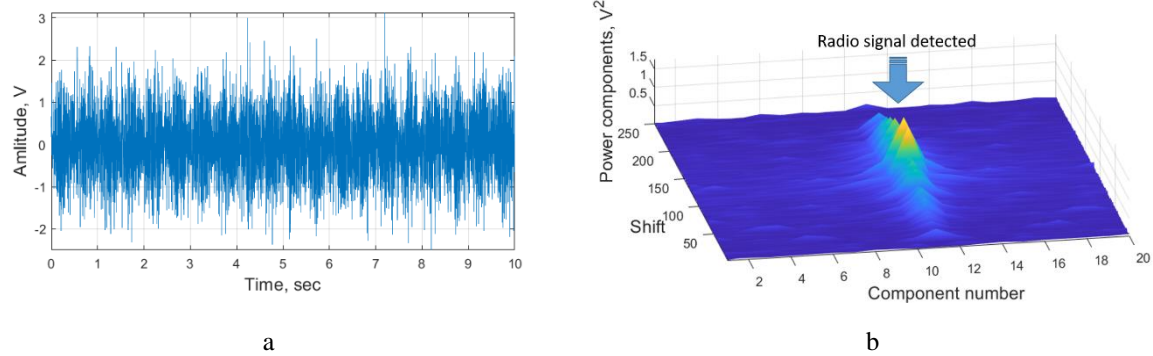 Amlitude, V
3
2
1
0
-1
-2
0 1 2 3 4 5 6 7 8 9 10
Time, sec
a
Radio signal detected
Power components, V²
1.5
1
0.5
250
200
150
100
50
Shift
2 4 6 8 10 12 14 16 18 20
Component number
b